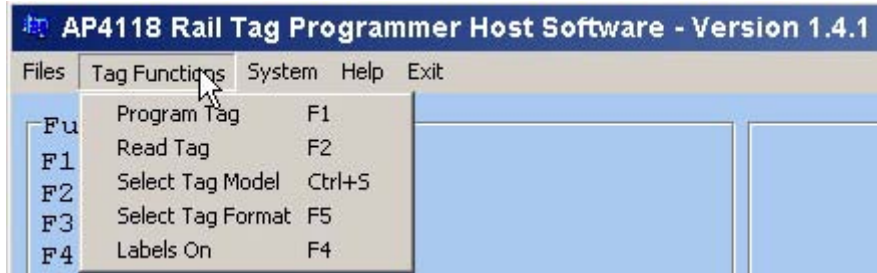 AP4118 Rail Tag Programmer Host Software - Version 1.4.1
Files Tag Functions System Help Exit
Fu
Program Tag F1
F1
Read Tag F2
F2
Select Tag Model Ctrl+S
F3
Select Tag Format F5
F4
Labels On F4